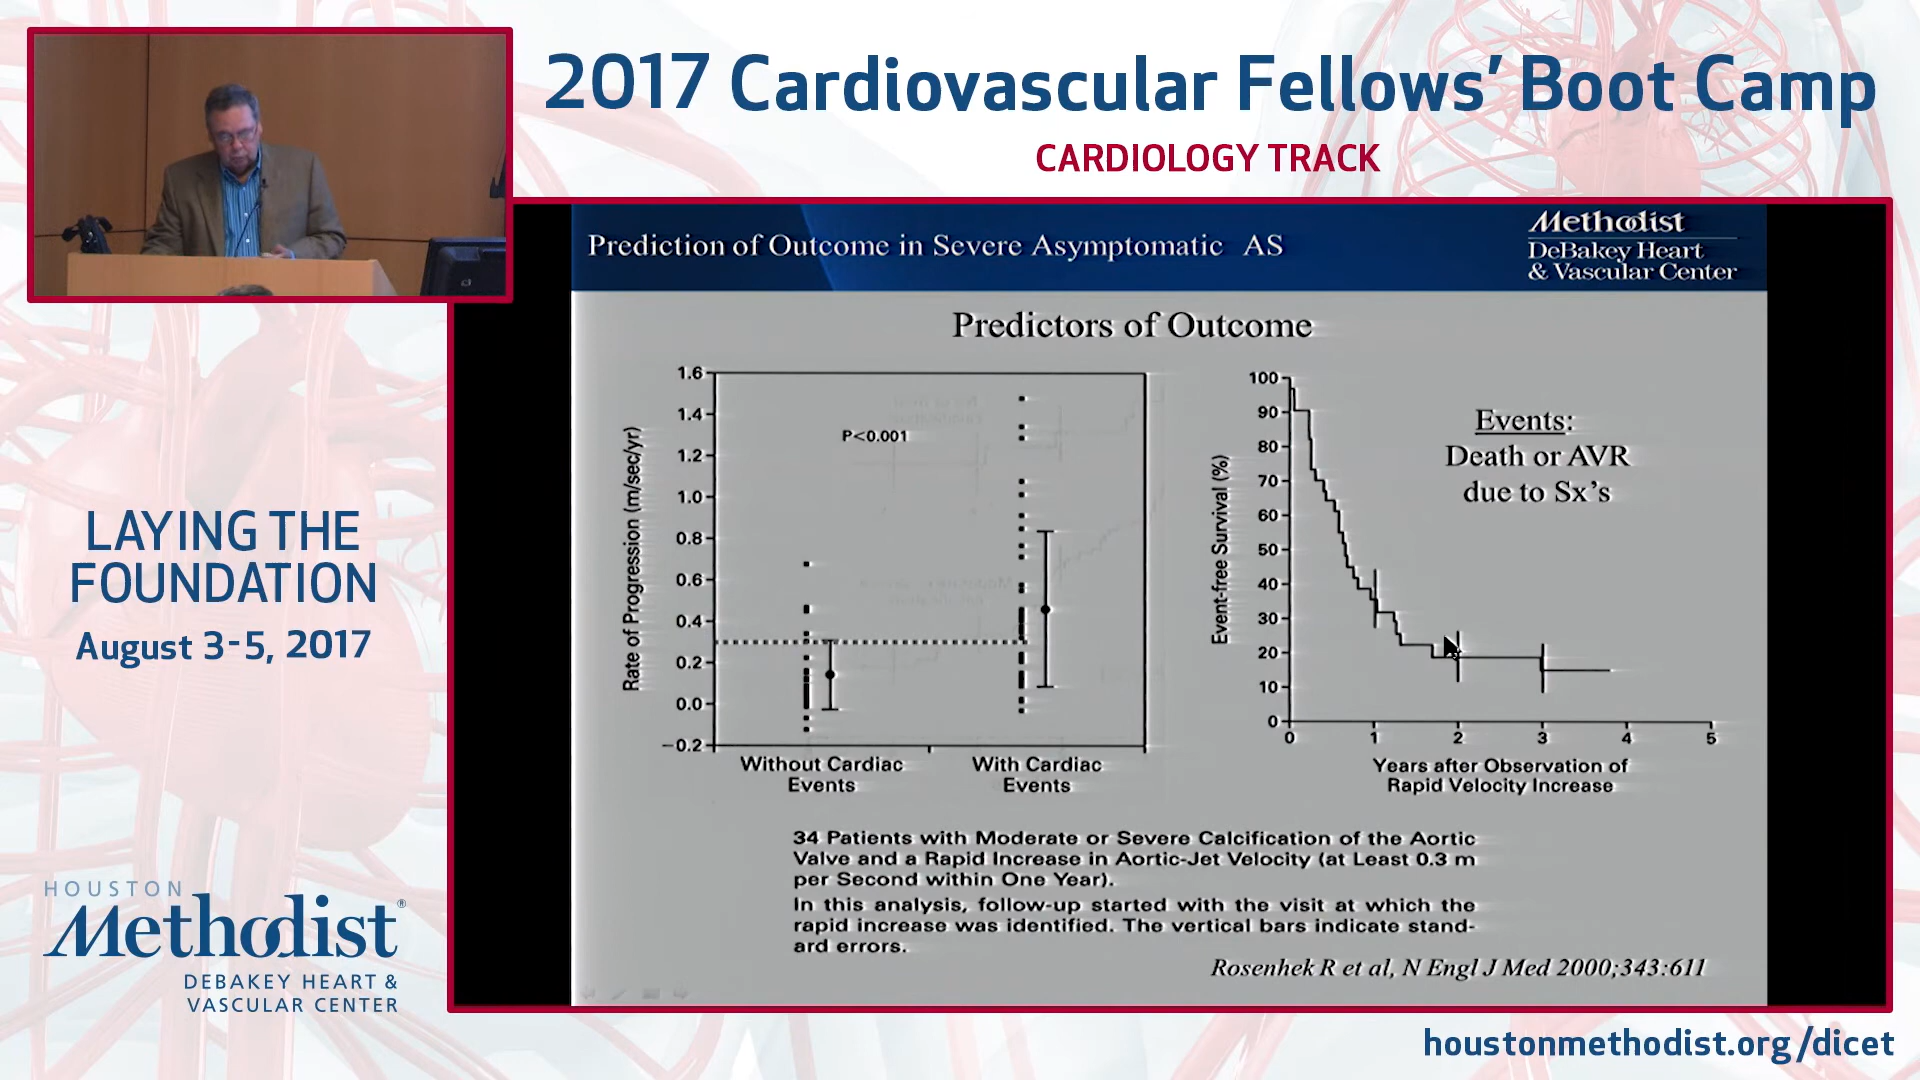 2017 Cardiovascular Fellows' Boot Camp
CARDIOLOGY TRACK
LAYING THE
FOUNDATION
August 3-5, 2017
HOUSTON
Methodist®
DEBAKEY HEART &
VASCULAR CENTER
Prediction of Outcome in Severe Asymptomatic AS
Methodist
DeBakey Heart
& Vascular Center
Predictors of Outcome
Rate of Progression (m/sec/yr)
1.6
1.4
1.2
1.0
0.8
0.6
0.4
0.2
0.0
−0.2
P<0.001
Without Cardiac
Events
With Cardiac
Events
Event-free Survival (%)
100
90
80
70
60
50
40
30
20
10
0
0 1 2 3 4 5
Years after Observation of
Rapid Velocity Increase
Events:
Death or AVR
due to Sx's
34 Patients with Moderate or Severe Calcification of the Aortic
Valve and a Rapid Increase in Aortic-Jet Velocity (at Least 0.3 m
per Second within One Year).
In this analysis, follow-up started with the visit at which the
rapid increase was identified. The vertical bars indicate stand-
ard errors.
Rosenhek R et al, N Engl J Med 2000;343:611
houstonmethodist.org/dicet